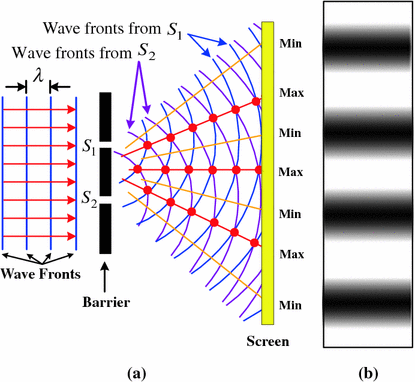 Wave fronts from S₁
Wave fronts from S₂
λ
S₁
S₂
Min
Max
Min
Max
Min
Max
Min
Wave Fronts
Barrier
Screen
(a)
(b)